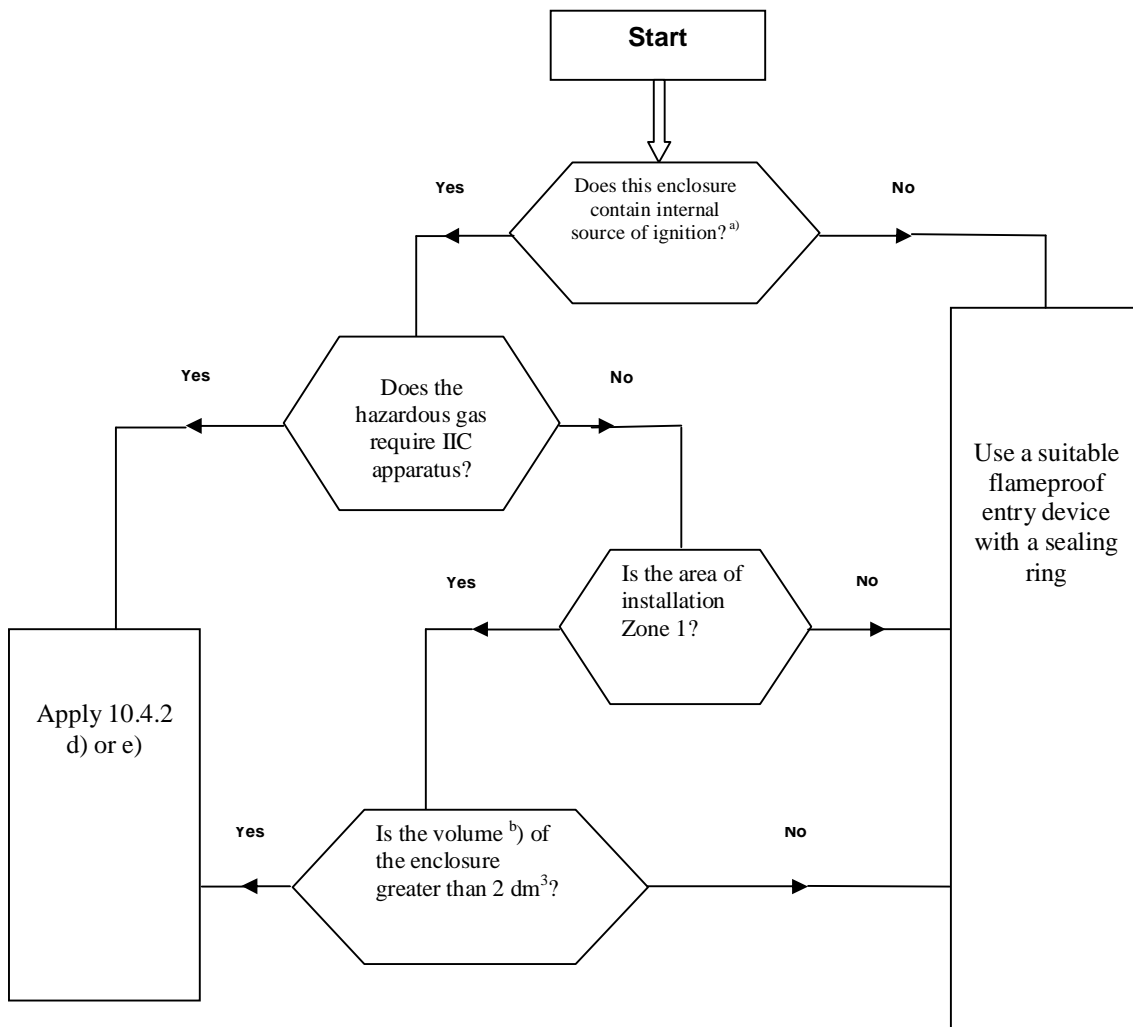 Start
Yes
Does this enclosure
contain internal
source of ignition? a)
No
Yes
Does the
hazardous gas
require IIC
apparatus?
No
Use a suitable
flameproof
entry device
with a sealing
ring
Yes
Is the area of
installation
Zone 1?
No
Apply 10.4.2
d) or e)
Yes
Is the volume b) of
the enclosure
greater than 2 dm3?
No